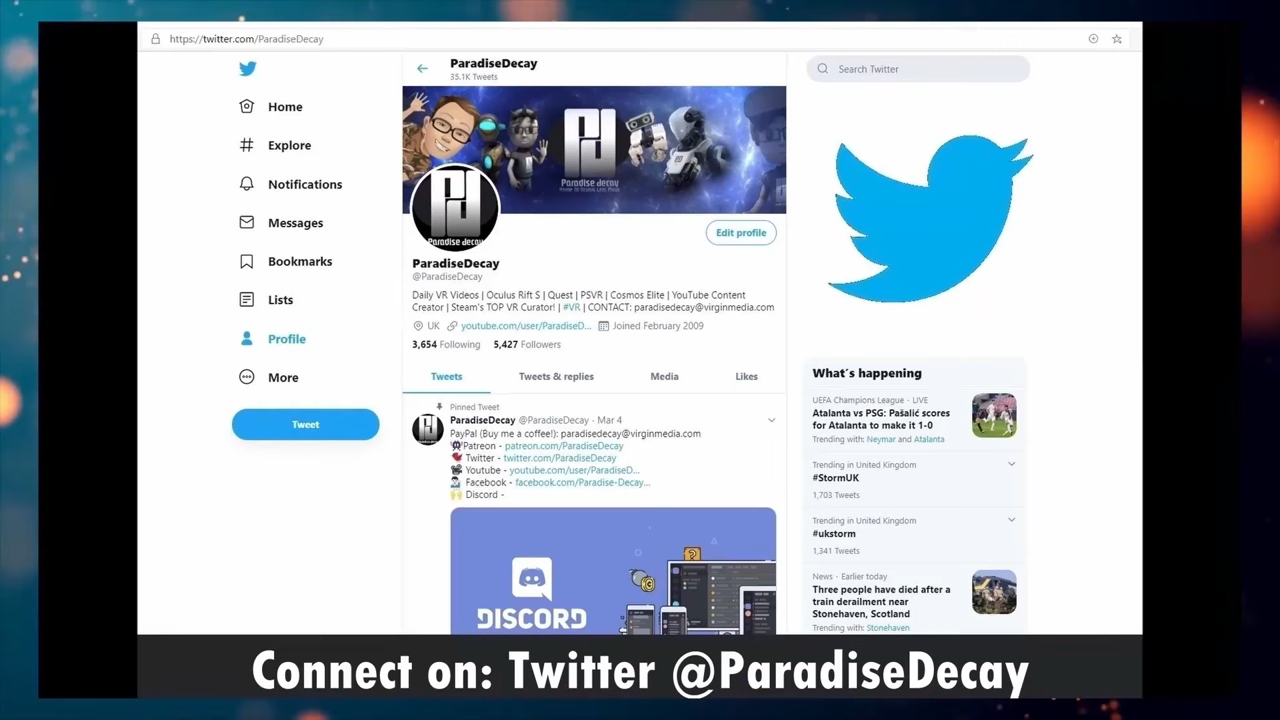 https://twitter.com/ParadiseDecay
Home
Explore
Notifications
Messages
Bookmarks
Lists
Profile
More
Tweet
ParadiseDecay
35.1K Tweets
PJ
Paradise decay
PJ
Paradise decay
Edit profile
ParadiseDecay
@ParadiseDecay
Daily VR Videos | Oculus Rift S | Quest | PSVR | Cosmos Elite | YouTube Content
Creator | Steam's TOP VR Curator! | #VR | CONTACT: paradisedecay@virginmedia.com
UK youtube.com/user/ParadiseD... Joined February 2009
3,654 Following 5,427 Followers
Tweets Tweets & replies Media Likes
Pinned Tweet
ParadiseDecay @ParadiseDecay · Mar 4
PayPal (Buy me a coffee!): paradisedecay@virginmedia.com
Patreon - patreon.com/ParadiseDecay
Twitter - twitter.com/ParadiseDecay
Youtube - youtube.com/user/ParadiseD...
Facebook - facebook.com/Paradise-Decay...
Discord -
DISCORD
Search Twitter
What's happening
UEFA Champions League · LIVE
Atalanta vs PSG: Pašalić scores
for Atalanta to make it 1-0
Trending with: Neymar and Atalanta
Trending in United Kingdom
#StormUK
1,703 Tweets
Trending in United Kingdom
#ukstorm
1,341 Tweets
News · Earlier today
Three people have died after a
train derailment near
Stonehaven, Scotland
Trending with: Stonehaven
Connect on: Twitter @ParadiseDecay